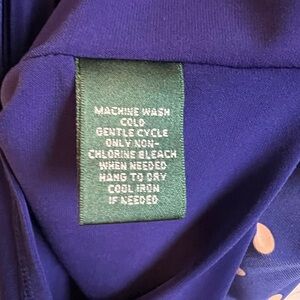 MACHINE WASH
COLD
GENTLE CYCLE
ONLY NON-
CHLORINE BLEACH
WHEN NEEDED
HANG TO DRY
COOL IRON
IF NEEDED